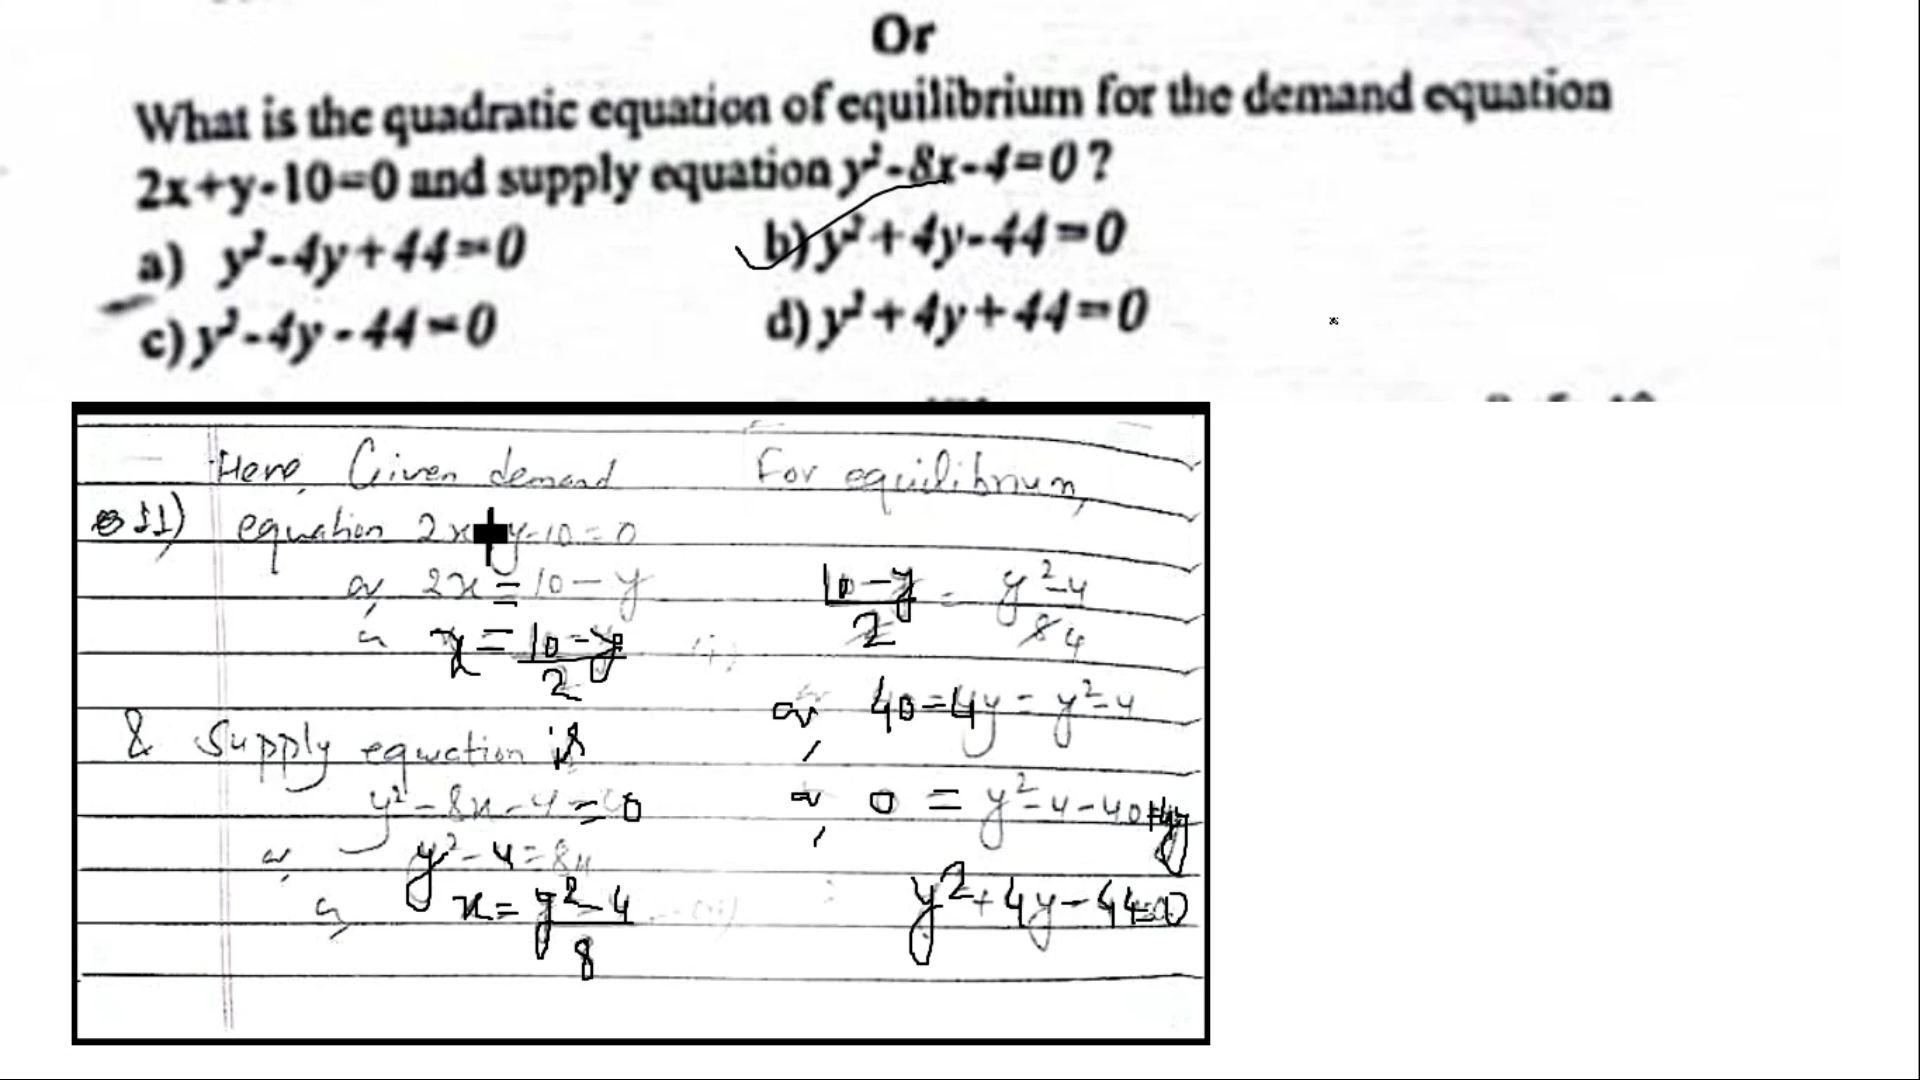 Or
What is the quadratic equation of equilibrium for the demand equation
2x+y-10=0 and supply equation y²-8x-4=0?
a) y²-4y+44=0 b) y²+4y-44=0
c) y²-4y-44=0 d) y²+4y+44=0
Here, Given demand
11) equation 2x+y-10=0
or, 2x=10-y
x=10-y/2
& supply equation is
y²-8x-4=0
or, y²-4=8x
x=y²-4/8
For equilibrium,
10-y/2 = y²-4/8 4
or, 40=4y=y²-4
or, 0 = y²-4-40+4y
y²+4y-44=0